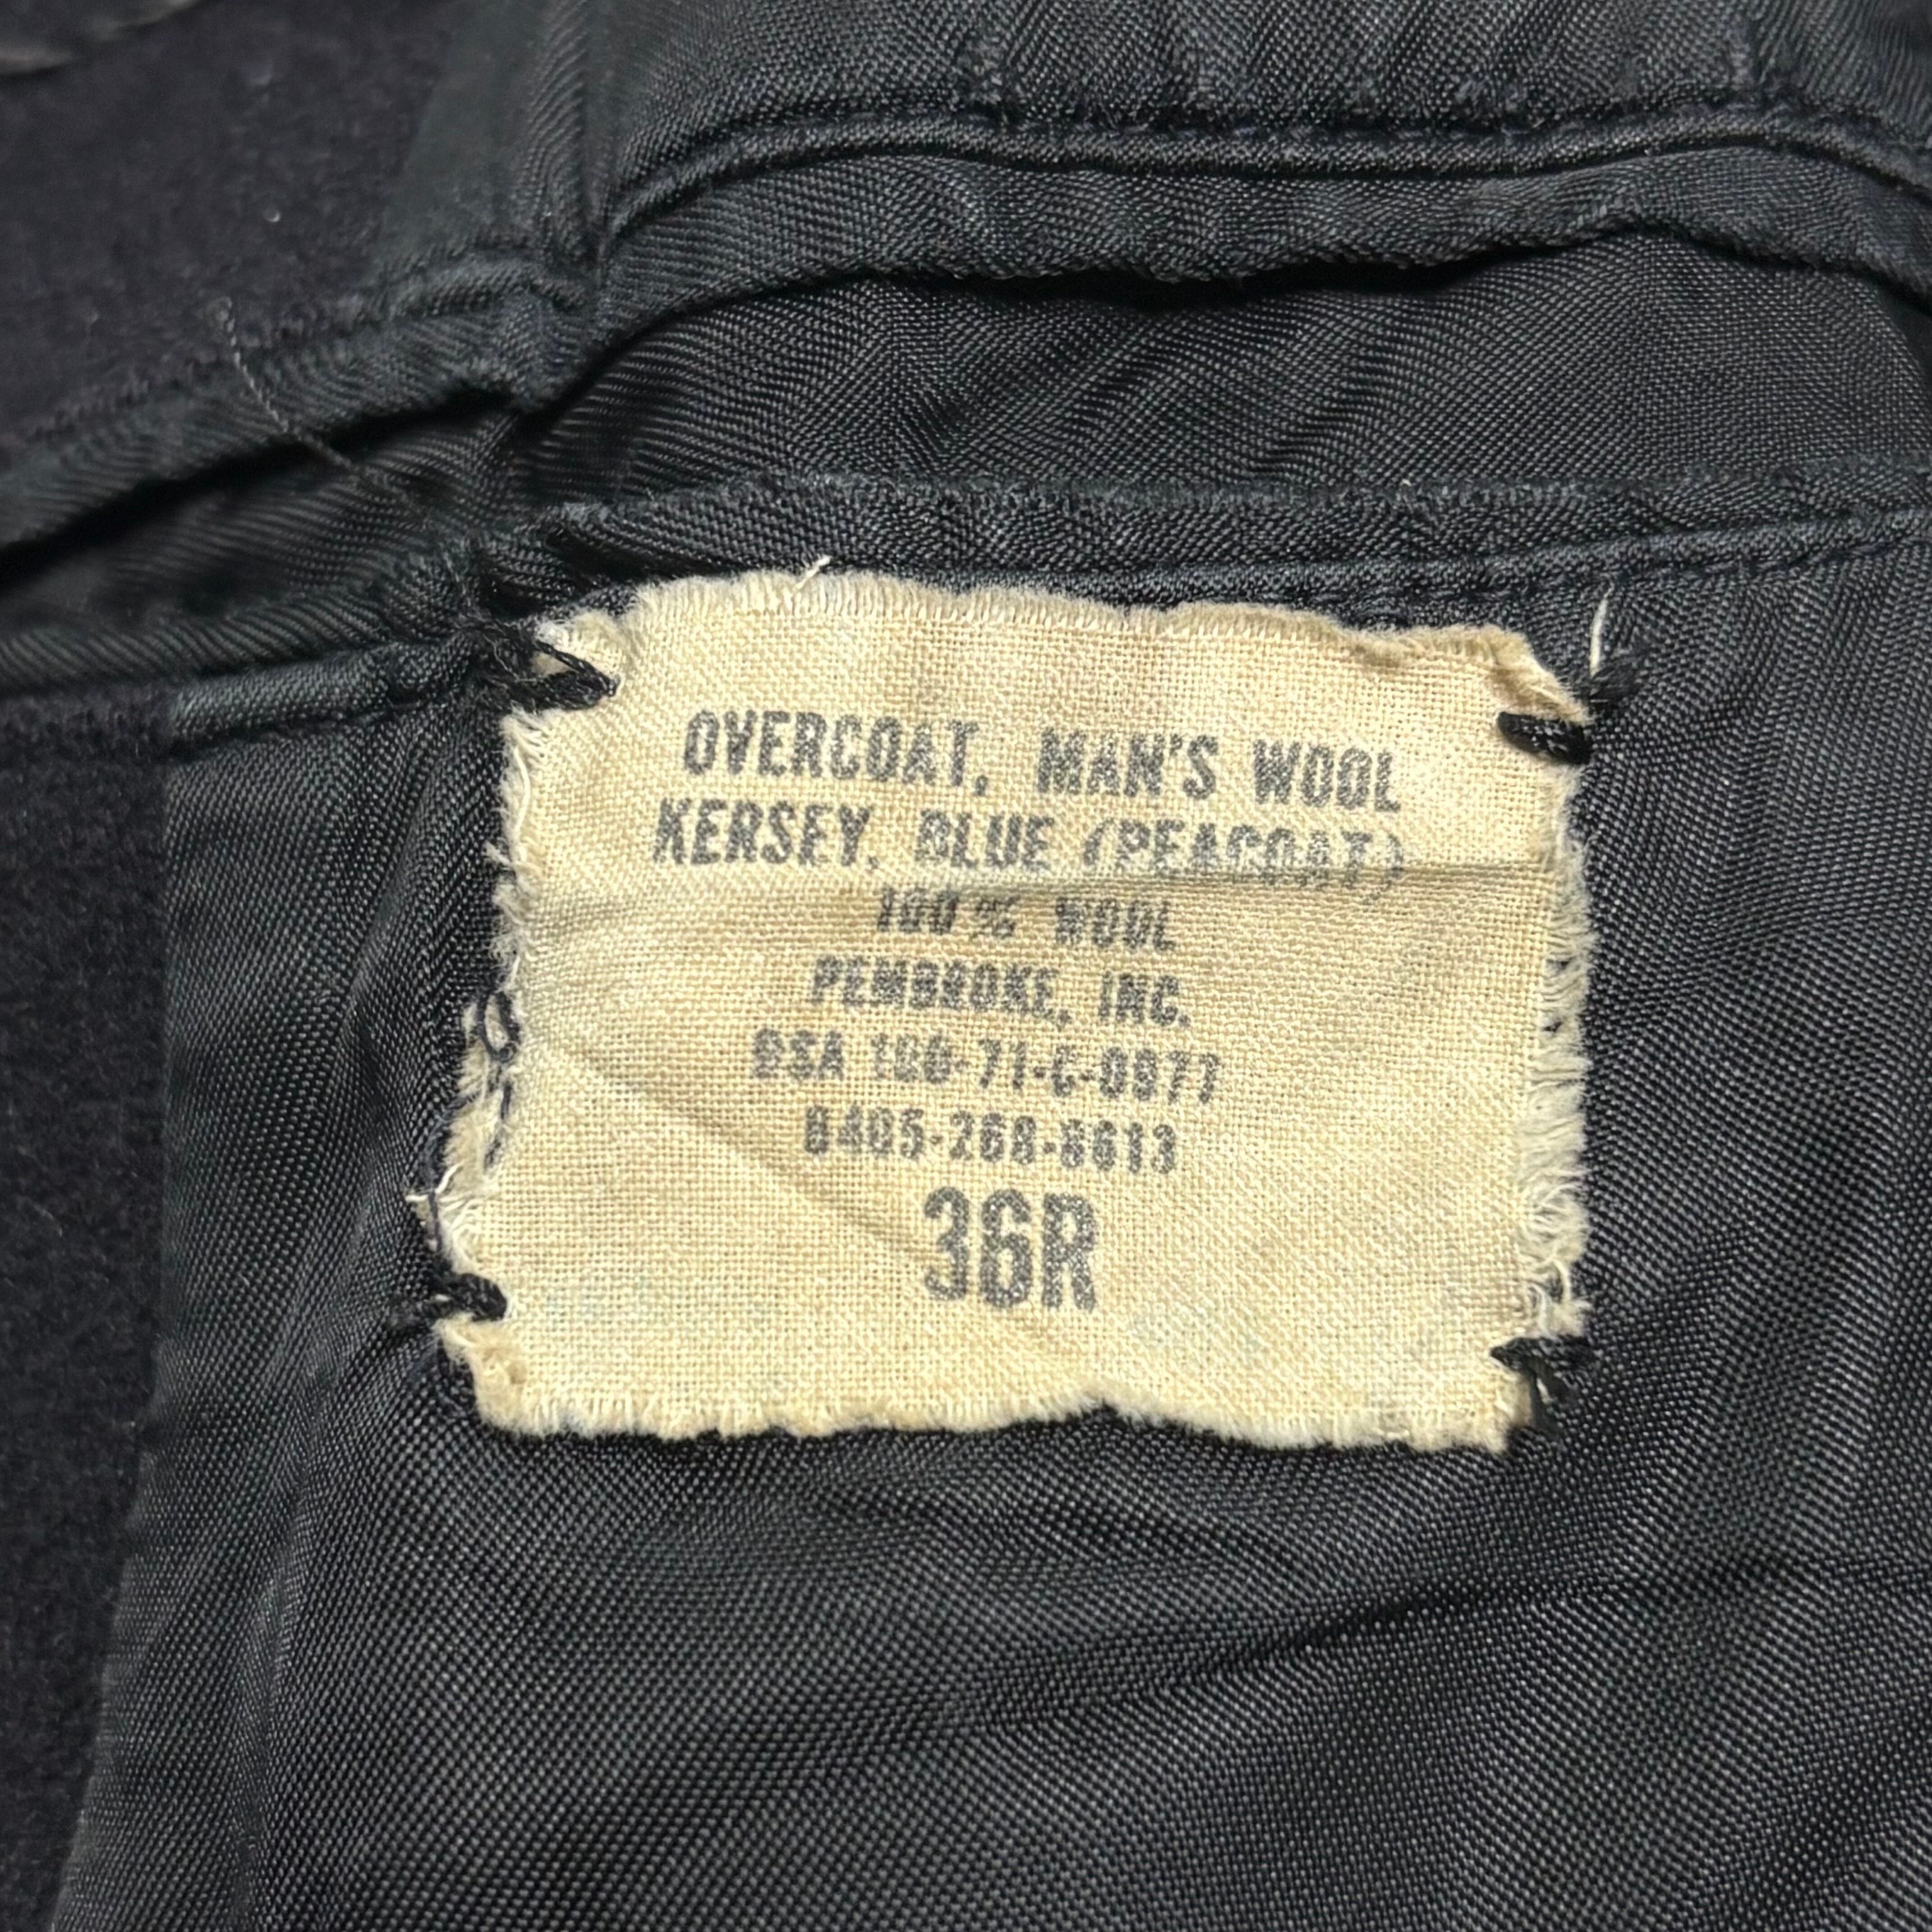 OVERCOAT, MAN'S WOOL
KERSEY, BLUE (PEACOAT)
100% WOOL
PEMBROKE, INC.
DSA 100-71-C-0977
8405-268-8613
36R